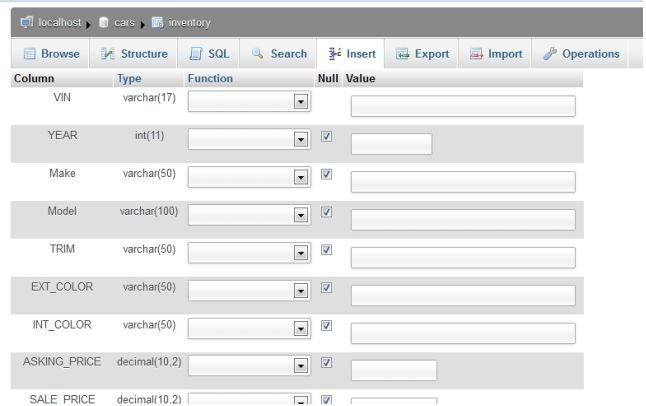 localhost cars inventory
Browse Structure SQL Search Insert Export Import Operations
Column Type Function Null Value
VIN varchar(17)
YEAR int(11)
Make varchar(50)
Model varchar(100)
TRIM varchar(50)
EXT_COLOR varchar(50)
INT_COLOR varchar(50)
ASKING_PRICE decimal(10,2)
SALE_PRICE decimal(10,2)